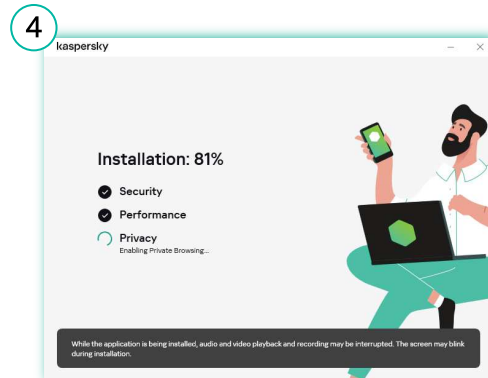 4
kaspersky
Installation: 81%
Security
Performance
Privacy
Enabling Private Browsing...
While the application is being installed, audio and video playback and recording may be interrupted. The screen may blink
during installation.